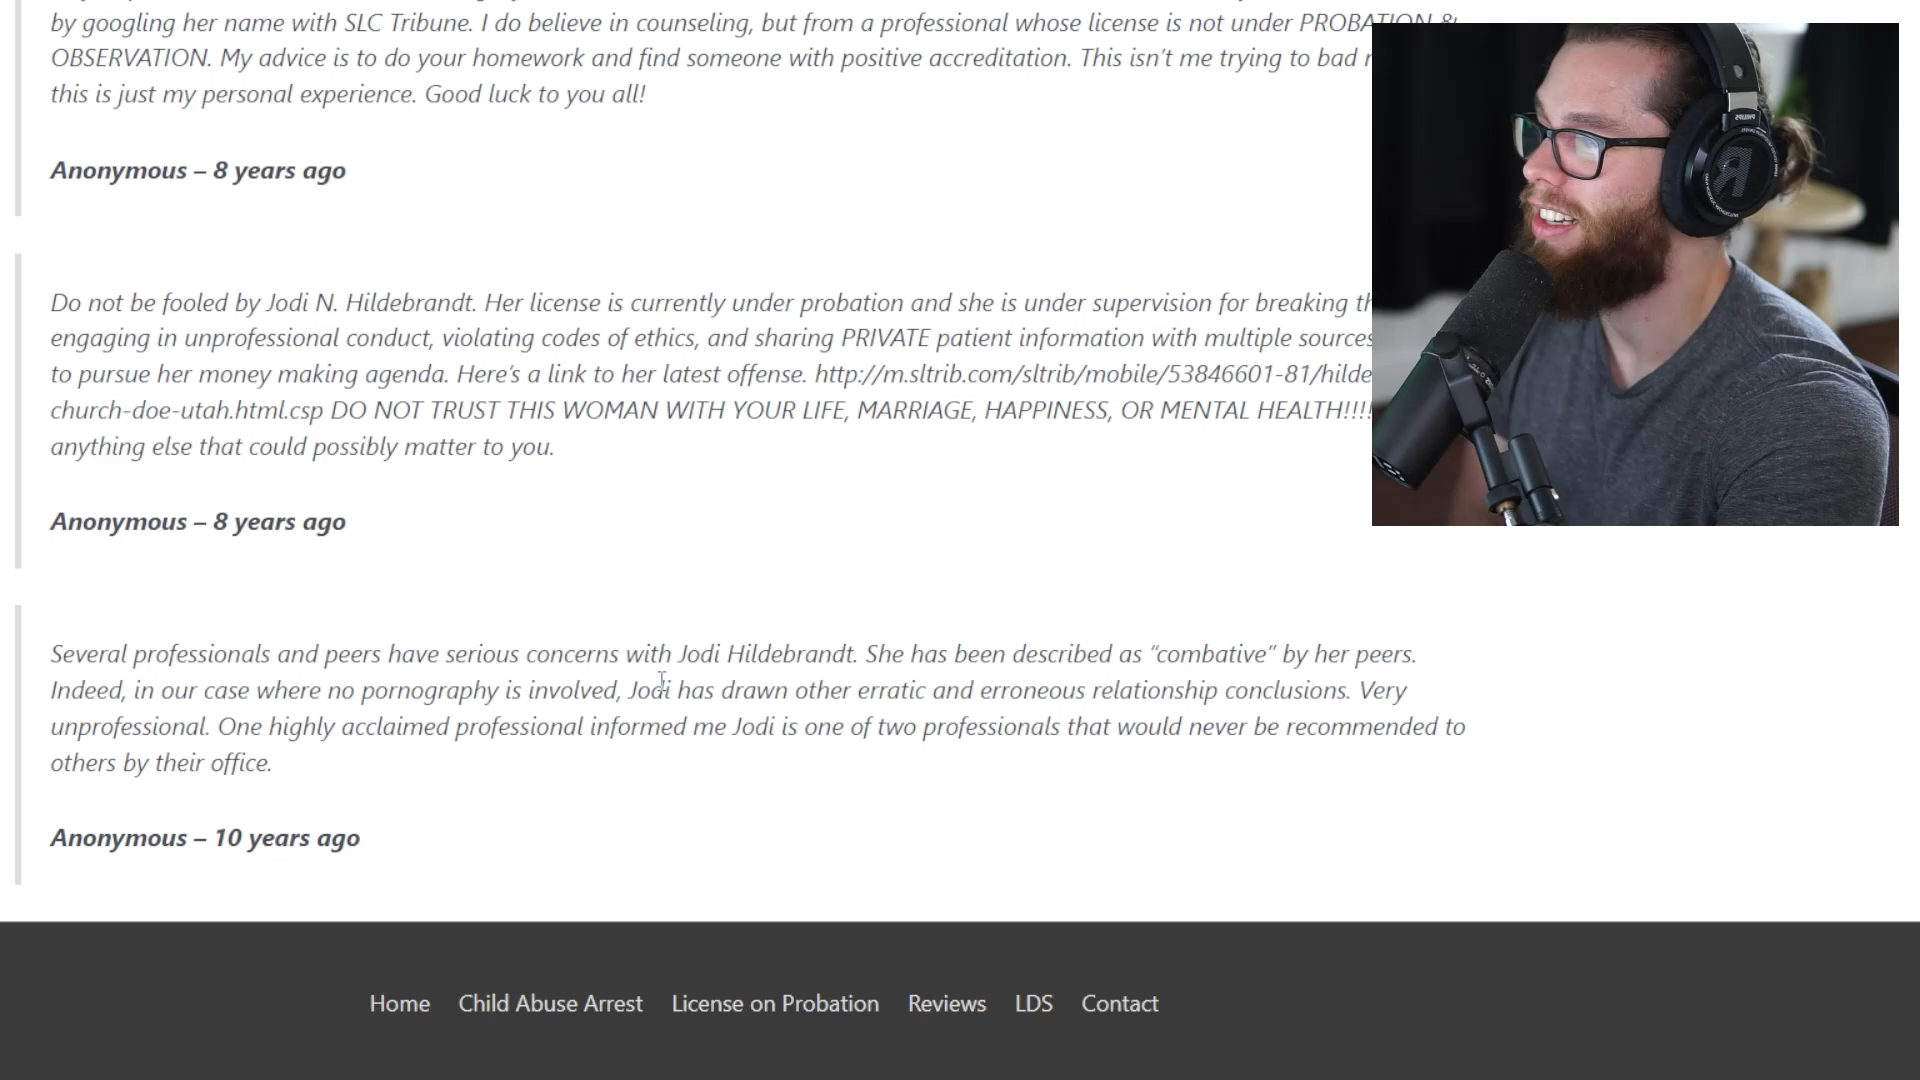 by googling her name with SLC Tribune. I do believe in counseling, but from a professional whose license is not under PROBATION &
OBSERVATION. My advice is to do your homework and find someone with positive accreditation. This isn’t me trying to bad
this is just my personal experience. Good luck to you all!
Anonymous – 8 years ago
Do not be fooled by Jodi N. Hildebrandt. Her license is currently under probation and she is under supervision for breaking
engaging in unprofessional conduct, violating codes of ethics, and sharing PRIVATE patient information with multiple sources
to pursue her money making agenda. Here’s a link to her latest offense. http://m.sltrib.com/sltrib/mobile/53846601-81/hilde
church-doe-utah.html.csp DO NOT TRUST THIS WOMAN WITH YOUR LIFE, MARRIAGE, HAPPINESS, OR MENTAL HEALTH!!!!
anything else that could possibly matter to you.
Anonymous – 8 years ago
Several professionals and peers have serious concerns with Jodi Hildebrandt. She has been described as “combative” by her peers.
Indeed, in our case where no pornography is involved, Jodi has drawn other erratic and erroneous relationship conclusions. Very
unprofessional. One highly acclaimed professional informed me Jodi is one of two professionals that would never be recommended to
others by their office.
Anonymous – 10 years ago
Home Child Abuse Arrest License on Probation Reviews LDS Contact